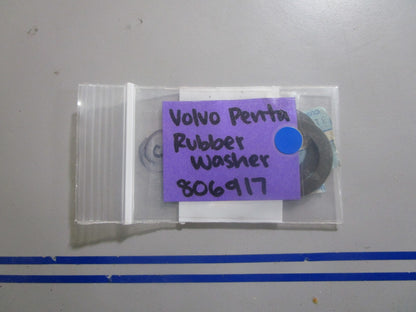 Volvo Penta
Rubber
Washer
806917